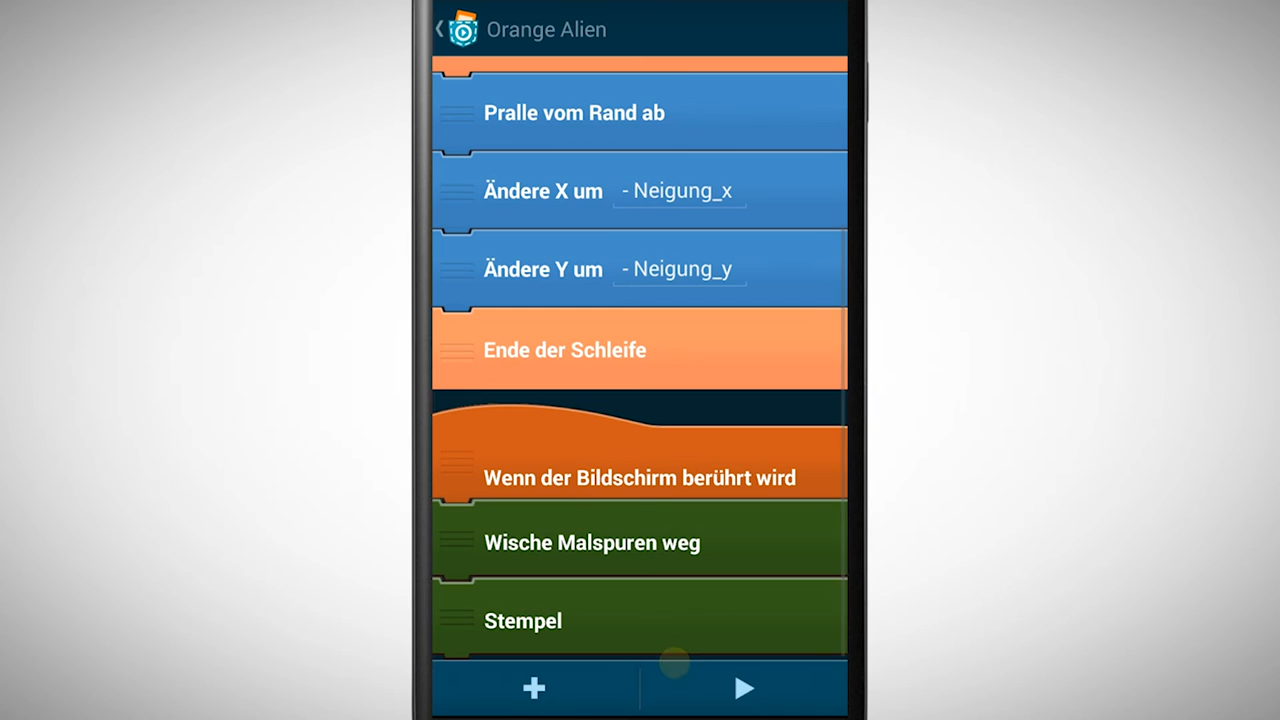 Orange Alien
Pralle vom Rand ab
Ändere X um - Neigung_x
Ändere Y um - Neigung_y
Ende der Schleife
Wenn der Bildschirm berührt wird
Wische Malspuren weg
Stempel